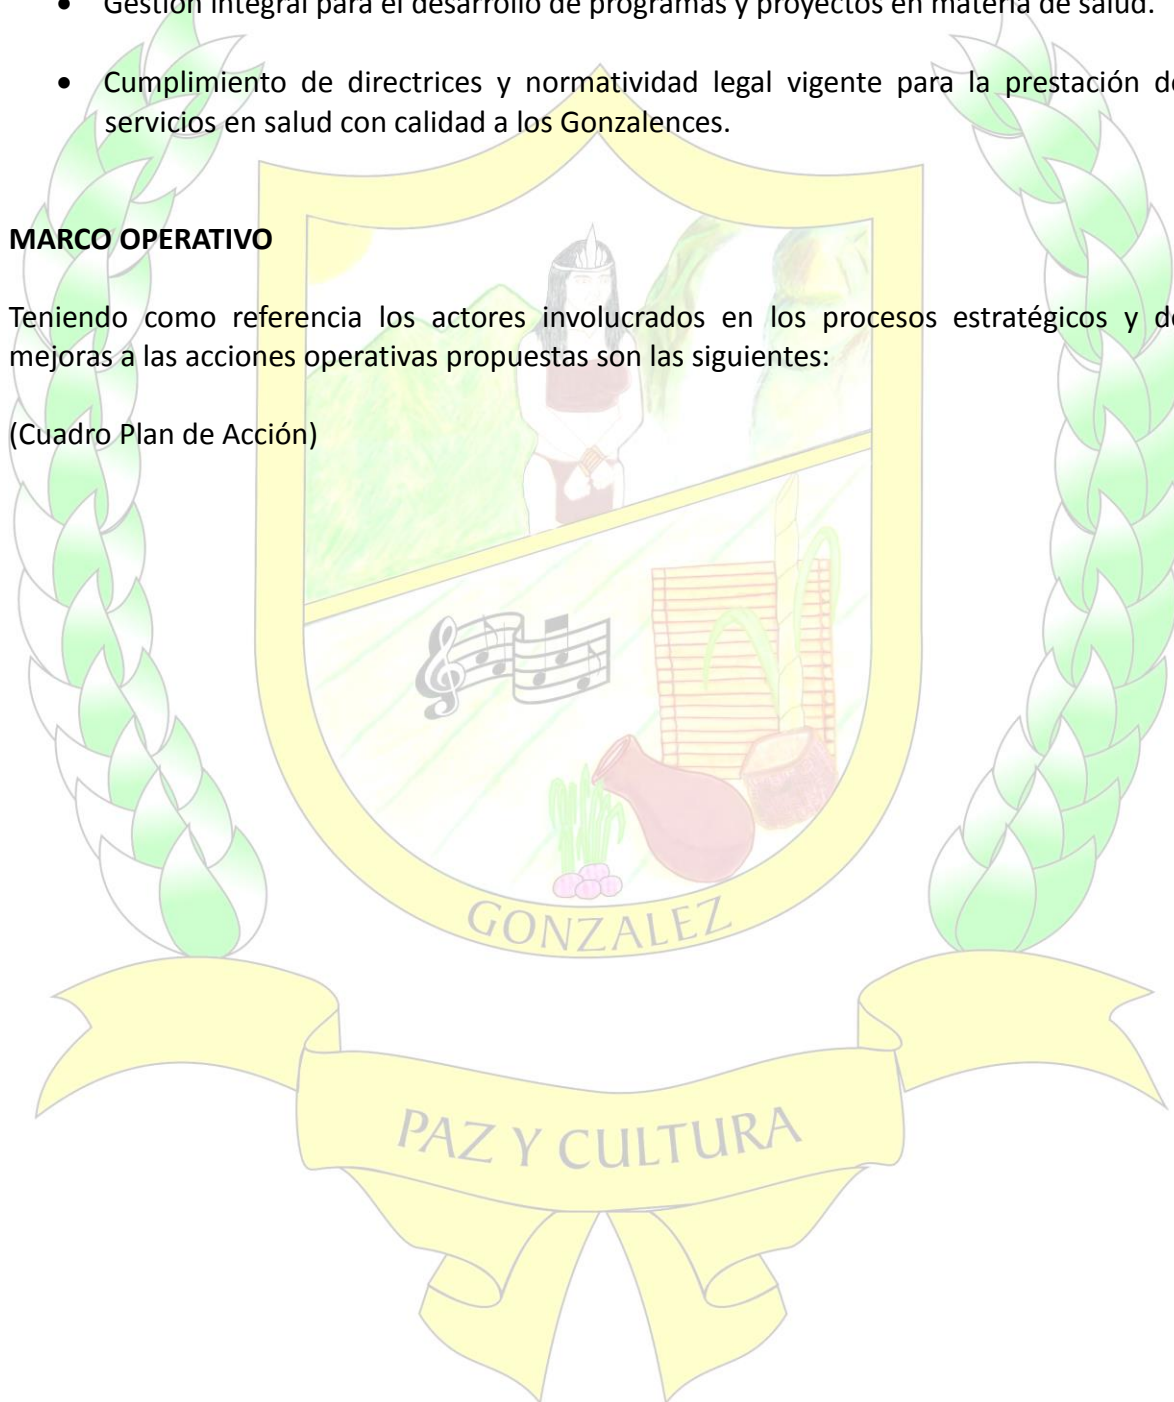 • Gestión integral para el desarrollo de programas y proyectos en materia de salud.
• Cumplimiento de directrices y normatividad legal vigente para la prestación de
servicios en salud con calidad a los Gonzalences.
MARCO OPERATIVO
Teniendo como referencia los actores involucrados en los procesos estratégicos y de
mejoras a las acciones operativas propuestas son las siguientes:
(Cuadro Plan de Acción)
GONZALEZ
PAZ Y CULTURA